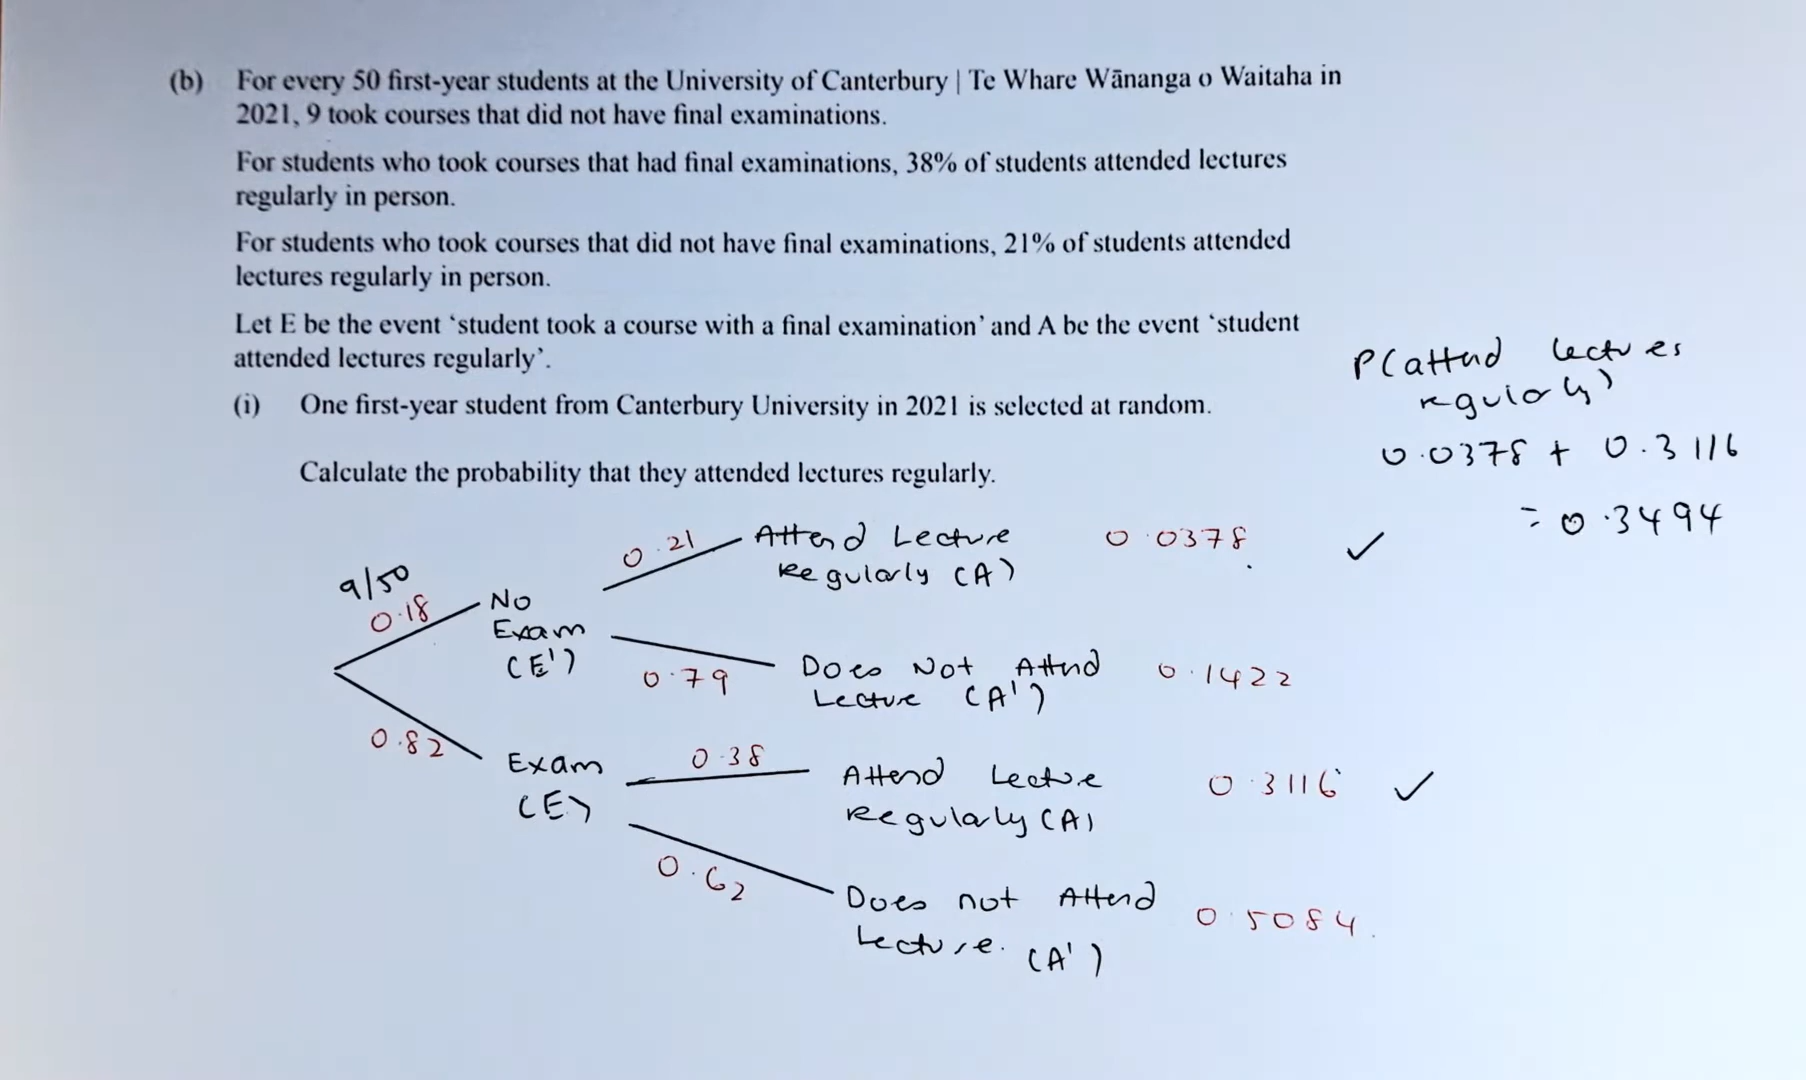 (b) For every 50 first-year students at the University of Canterbury | Te Whare Wānanga o Waitaha in
2021, 9 took courses that did not have final examinations.
For students who took courses that had final examinations, 38% of students attended lectures
regularly in person.
For students who took courses that did not have final examinations, 21% of students attended
lectures regularly in person.
Let E be the event ‘student took a course with a final examination’ and A be the event ‘student
attended lectures regularly’.
(i) One first-year student from Canterbury University in 2021 is selected at random.
Calculate the probability that they attended lectures regularly.
P(attend lectures
regularly)
0.0378 + 0.3116
= 0.3494
9/50
0.18
No
Exam
(E')
0.21
Attend Lecture
Regularly (A)
0.0378 ✓
0.79
Does Not Attend
Lecture (A')
0.1422
0.82
Exam
(E)
0.38
Attend Lecture
Regularly (A)
0.3116 ✓
0.62
Does not Attend
Lecture. (A')
0.5084